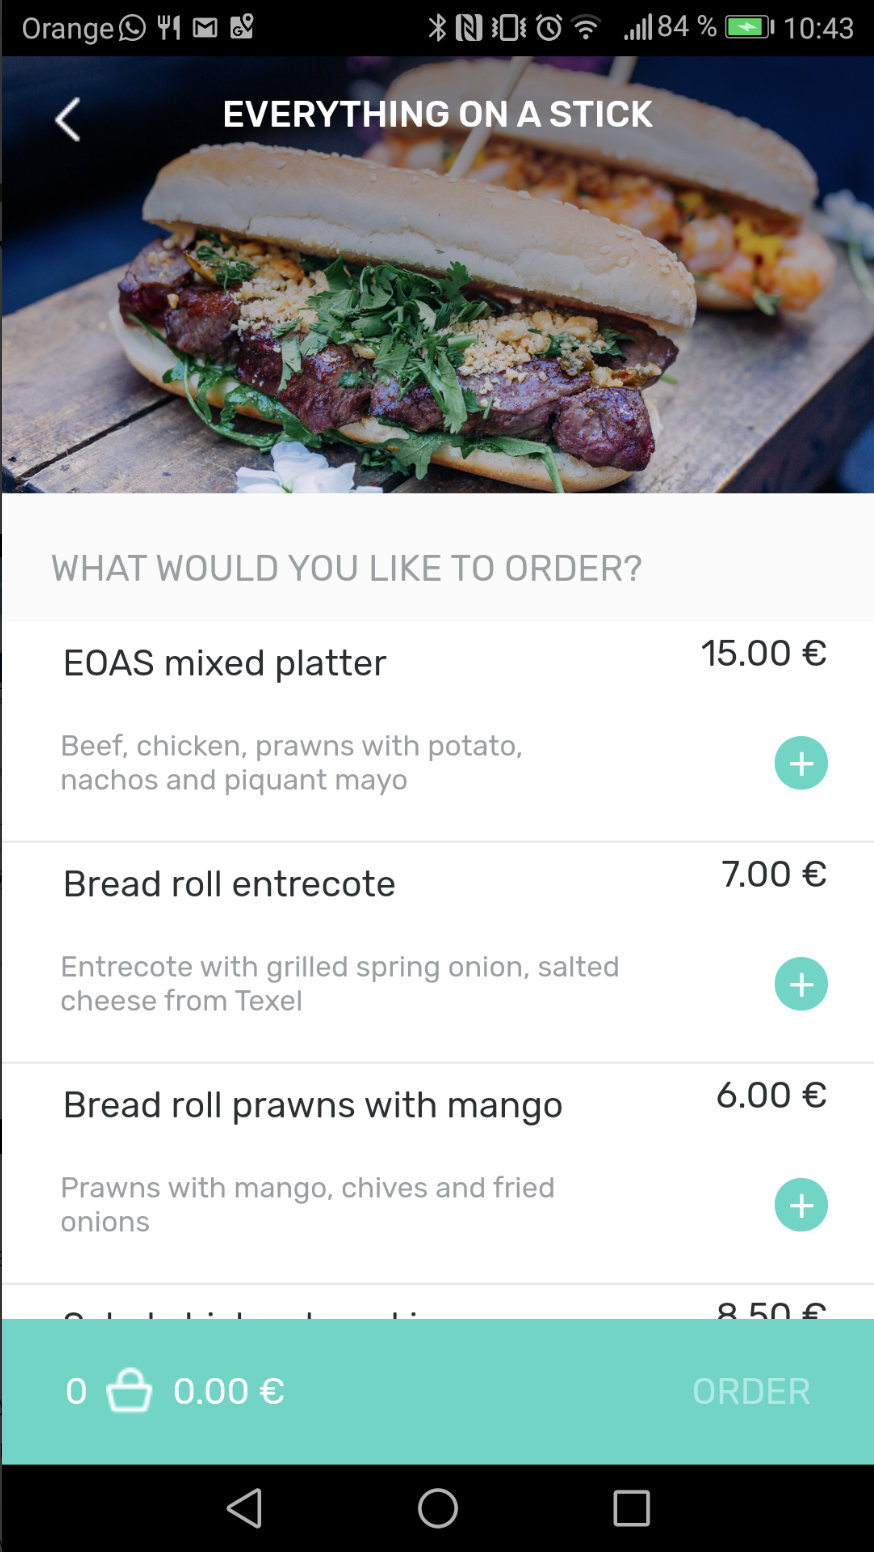 Orange 84 % 10:43
EVERYTHING ON A STICK
WHAT WOULD YOU LIKE TO ORDER?
EOAS mixed platter 15.00 €
Beef, chicken, prawns with potato,
nachos and piquant mayo
Bread roll entrecote 7.00 €
Entrecote with grilled spring onion, salted
cheese from Texel
Bread roll prawns with mango 6.00 €
Prawns with mango, chives and fried
onions
8.50 €
0 0.00 € ORDER